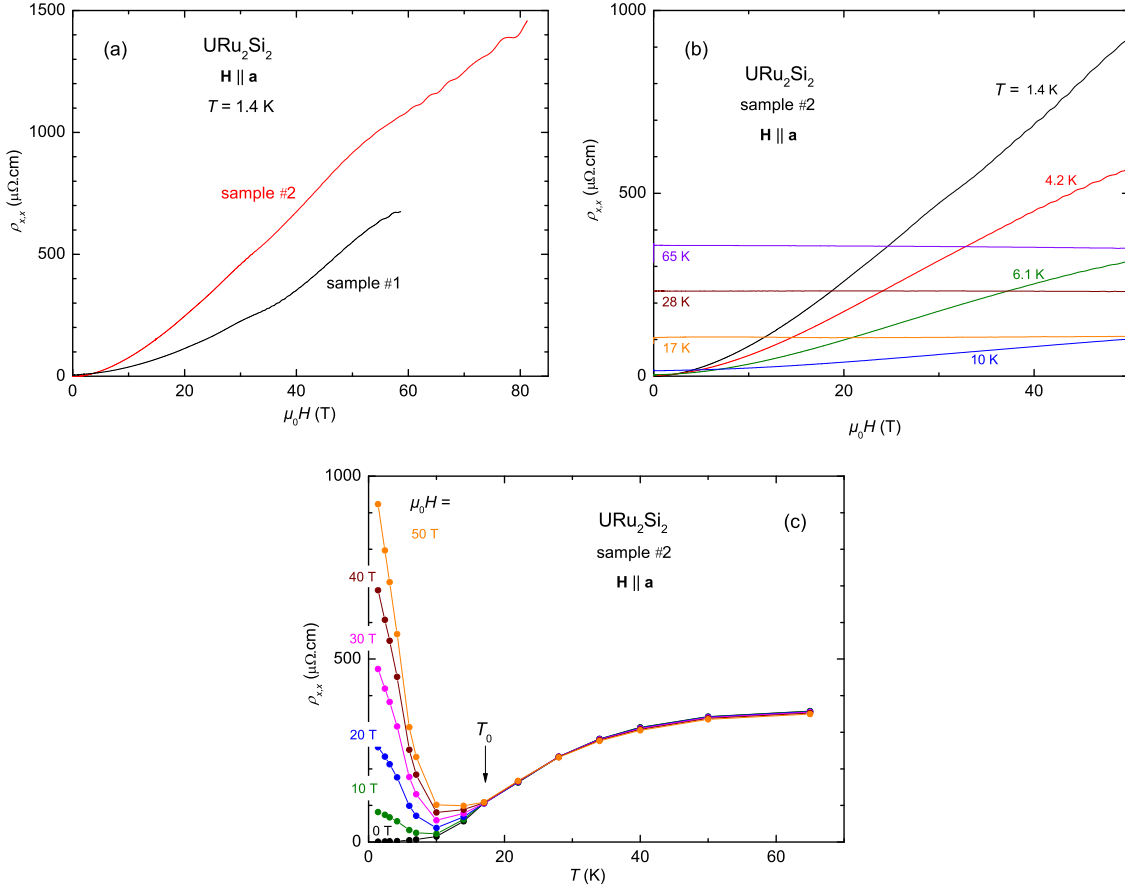 (a)
URu₂Si₂
H || a
T = 1.4 K
sample #2
sample #1
ρx,x (μΩ.cm)
1500
1000
500
0
0 20 40 60 80
μ₀H (T)
(b)
URu₂Si₂
sample #2
H || a
T = 1.4 K
4.2 K
6.1 K
10 K
65 K
28 K
17 K
ρx,x (μΩ.cm)
1000
500
0
0 20 40
μ₀H (T)
(c)
URu₂Si₂
sample #2
H || a
μ₀H =
50 T
40 T
30 T
20 T
10 T
0 T
T₀
ρx,x (μΩ.cm)
1000
500
0
0 20 40 60
T (K)